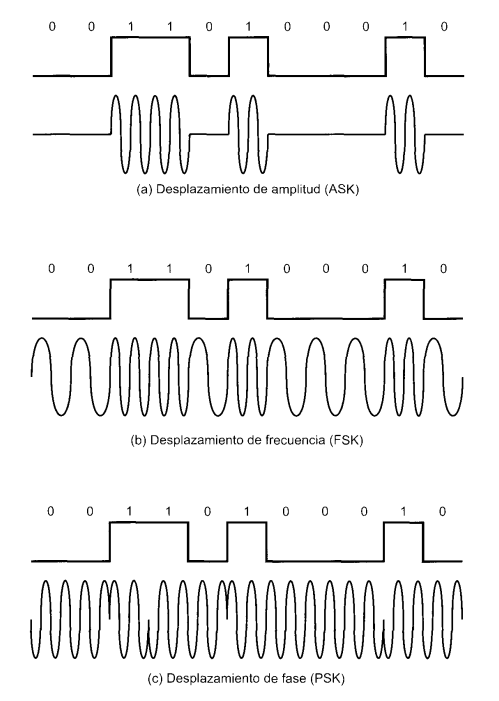 0 0 1 1 0 1 0 0 0 1 0
(a) Desplazamiento de amplitud (ASK)
0 0 1 1 0 1 0 0 0 1 0
(b) Desplazamiento de frecuencia (FSK)
0 0 1 1 0 1 0 0 0 1 0
(c) Desplazamiento de fase (PSK)